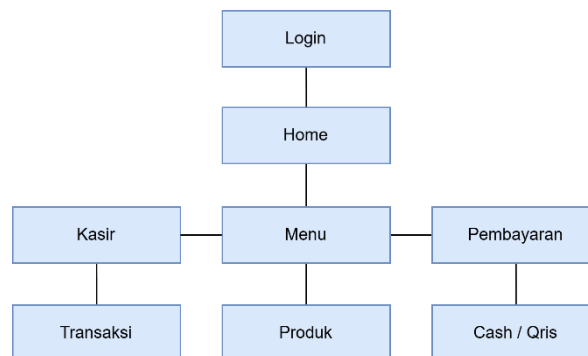 Login
Home
Kasir
Menu
Pembayaran
Transaksi
Produk
Cash / Qris